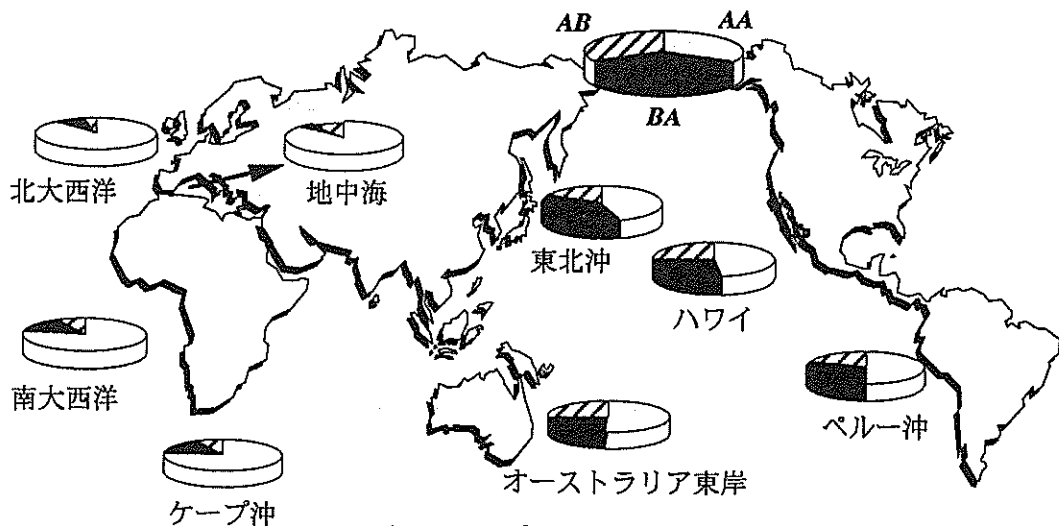 AB
AA
BA
北大西洋
地中海
東北沖
ハワイ
南大西洋
ペルー沖
オーストラリア東岸
ケープ沖